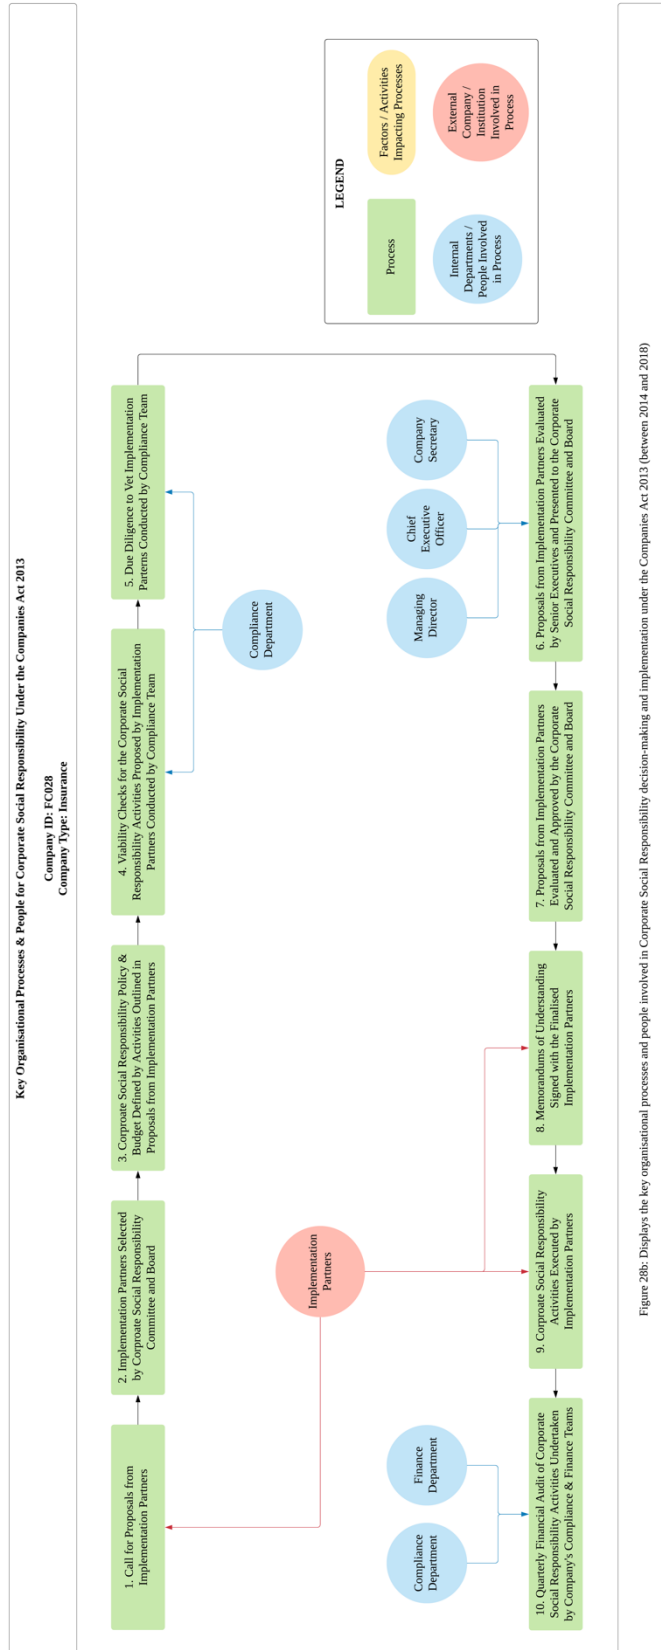 Key Organisational Processes & People for Corporate Social Responsibility Under the Companies Act 2013
Company ID: FC028
Company Type: Insurance
1. Call for Proposals from
Implementation Partners
2. Implementation Partners Selected
by Corproate Social Responsibility
Committee and Board
3. Corproate Social Responsibility Policy &
Budget Defined by Activities Outlined in
Proposals from Implementation Partners
4. Viability Checks for the Corporate Social
Responsibility Activities Proposed by Implementation
Partners Conducted by Compliance Team
5. Due Diligence to Vet Implementation
Parterns Conducted by Compliance Team
Compliance
Department
Implementation
Partners
LEGEND
Process
Factors / Activities
Impacting Processes
Internal
Departments /
People Involved
in Process
External
Company /
Institution
Involved in
Process
Managing
Director
Chief
Executive
Officer
Company
Secretary
6. Proposals from Implementation Partners Evaluated
by Senior Executives and Presented to the Corporate
Social Responsibility Committee and Board
7. Proposals from Implementation Partners
Evaluated and Approved by the Corporate
Social Responsibility Committee and Board
8. Memorandums of Understanding
Signed with the Finalised
Implementation Partners
9. Corproate Social Responsibility
Activities Executed by
Implementation Partners
Compliance
Department
Finance
Department
10. Quarterly Financial Audit of Corporate
Social Responsibility Activities Undertaken
by Company's Compliance & Finance Teams
Figure 28b: Displays the key organisational processes and people involved in Corporate Social Responsibility decision-making and implementation under the Companies Act 2013 (between 2014 and 2018)